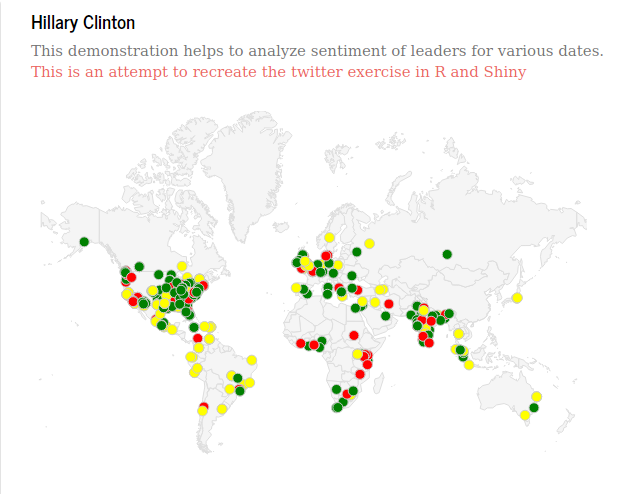 Hillary Clinton
This demonstration helps to analyze sentiment of leaders for various dates.
This is an attempt to recreate the twitter exercise in R and Shiny